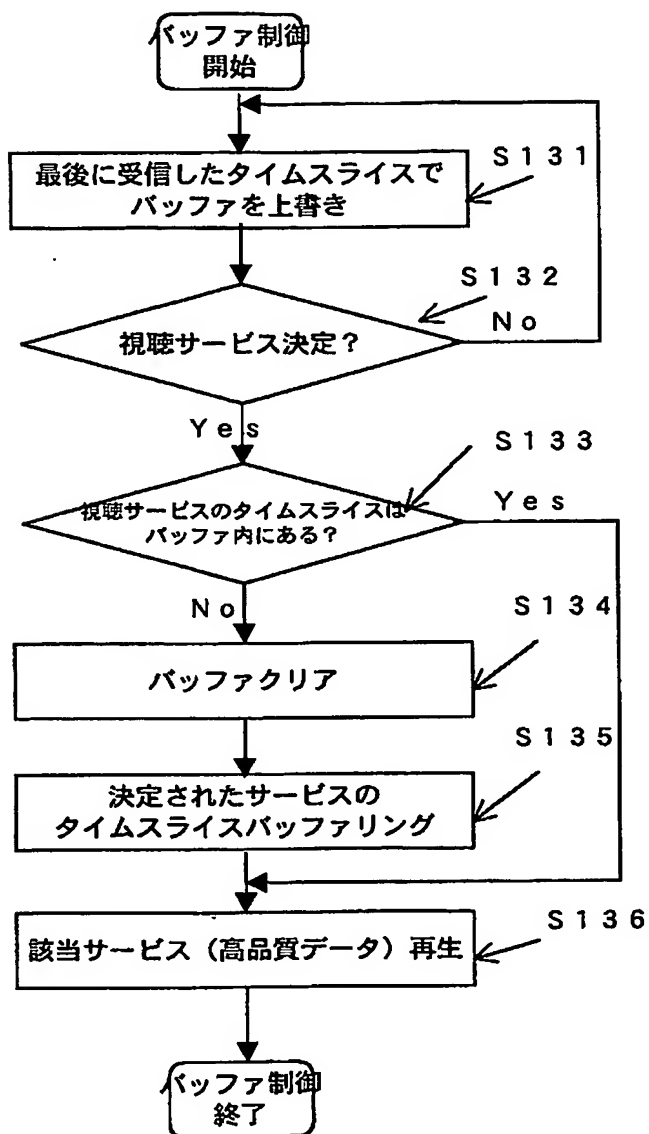 バッファ制御
開始
最後に受信したタイムスライスで
バッファを上書き
S131
視聴サービス決定?
S132
No
Yes
視聴サービスのタイムスライスは
バッファ内にある?
S133
Yes
No
バッファクリア
S134
決定されたサービスの
タイムスライスバッファリング
S135
該当サービス(高品質データ)再生
S136
バッファ制御
終了